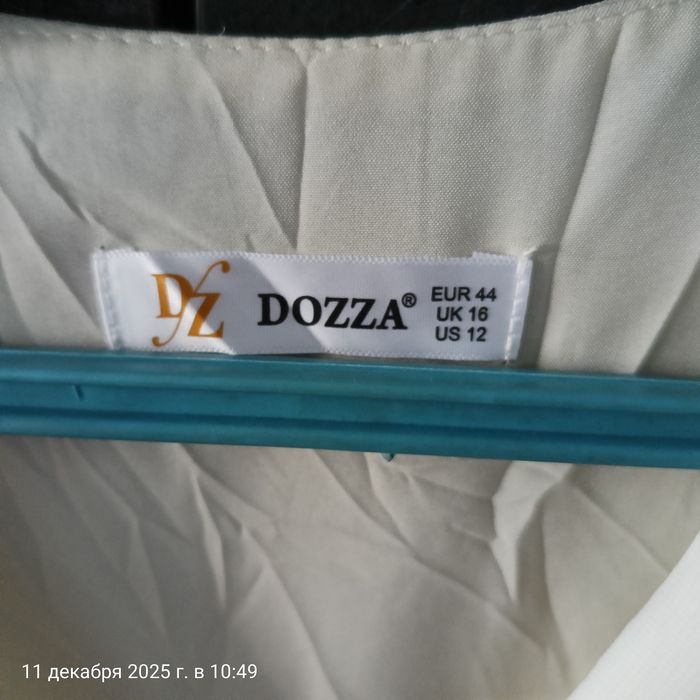 DZ
DOZZA®
EUR 44
UK 16
US 12
11 декабря 2025 г. в 10:49